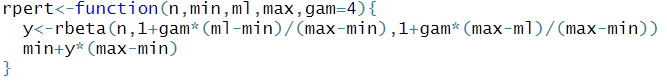 rpert<-function(n,min,ml,max,gam=4){
  y<-rbeta(n,1+gam*(ml-min)/(max-min),1+gam*(max-ml)/(max-min))
  min+y*(max-min)
}